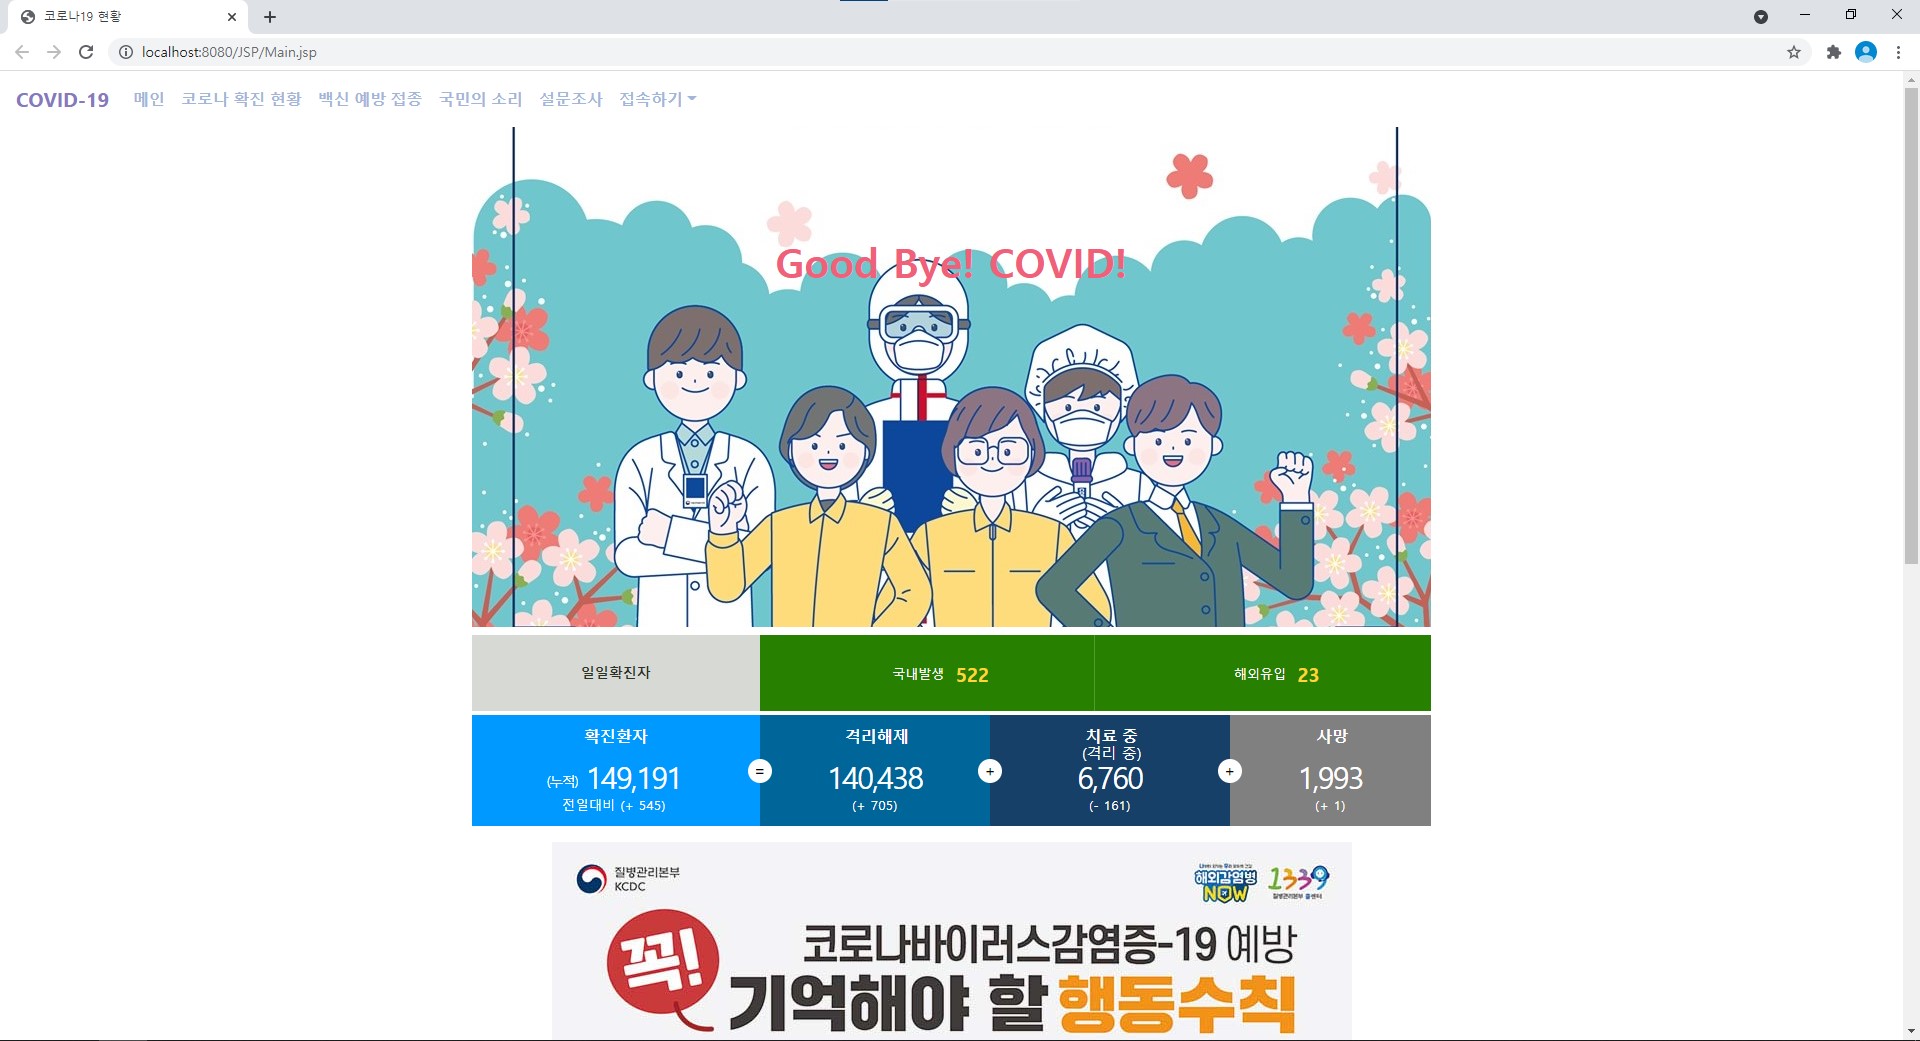 코로나19 현황
localhost:8080/JSP/Main.jsp
COVID-19 메인 코로나 확진 현황 백신 예방 접종 국민의 소리 설문조사 접속하기
Good Bye! COVID!
일일확진자 국내발생 522 해외유입 23
확진환자 격리해제 치료 중 사망
(격리 중)
(누적) 149,191 = 140,438 + 6,760 + 1,993
전일대비 (+ 545) (+ 705) (- 161) (+ 1)
질병관리본부
KCDC
해외감염병
NOW
1339
질병관리본부 콜센터
꼭!
코로나바이러스감염증-19 예방
기억해야 할 행동수칙